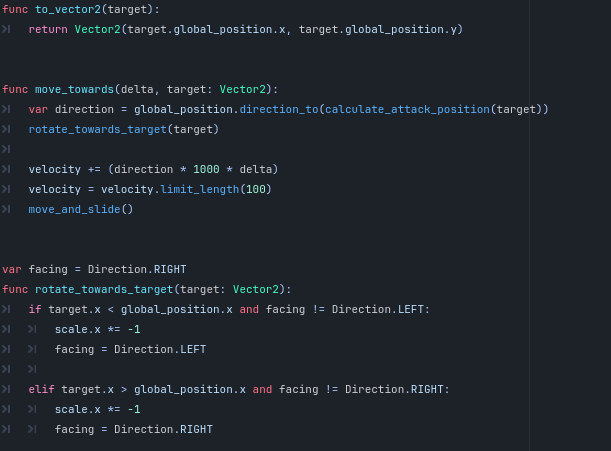 func to_vector2(target):
	return Vector2(target.global_position.x, target.global_position.y)
func move_towards(delta, target: Vector2):
	var direction = global_position.direction_to(calculate_attack_position(target))
	rotate_towards_target(target)
	velocity += (direction * 1000 * delta)
	velocity = velocity.limit_length(100)
	move_and_slide()
var facing = Direction.RIGHT
func rotate_towards_target(target: Vector2):
	if target.x < global_position.x and facing != Direction.LEFT:
		scale.x *= -1
		facing = Direction.LEFT
	elif target.x > global_position.x and facing != Direction.RIGHT:
		scale.x *= -1
		facing = Direction.RIGHT